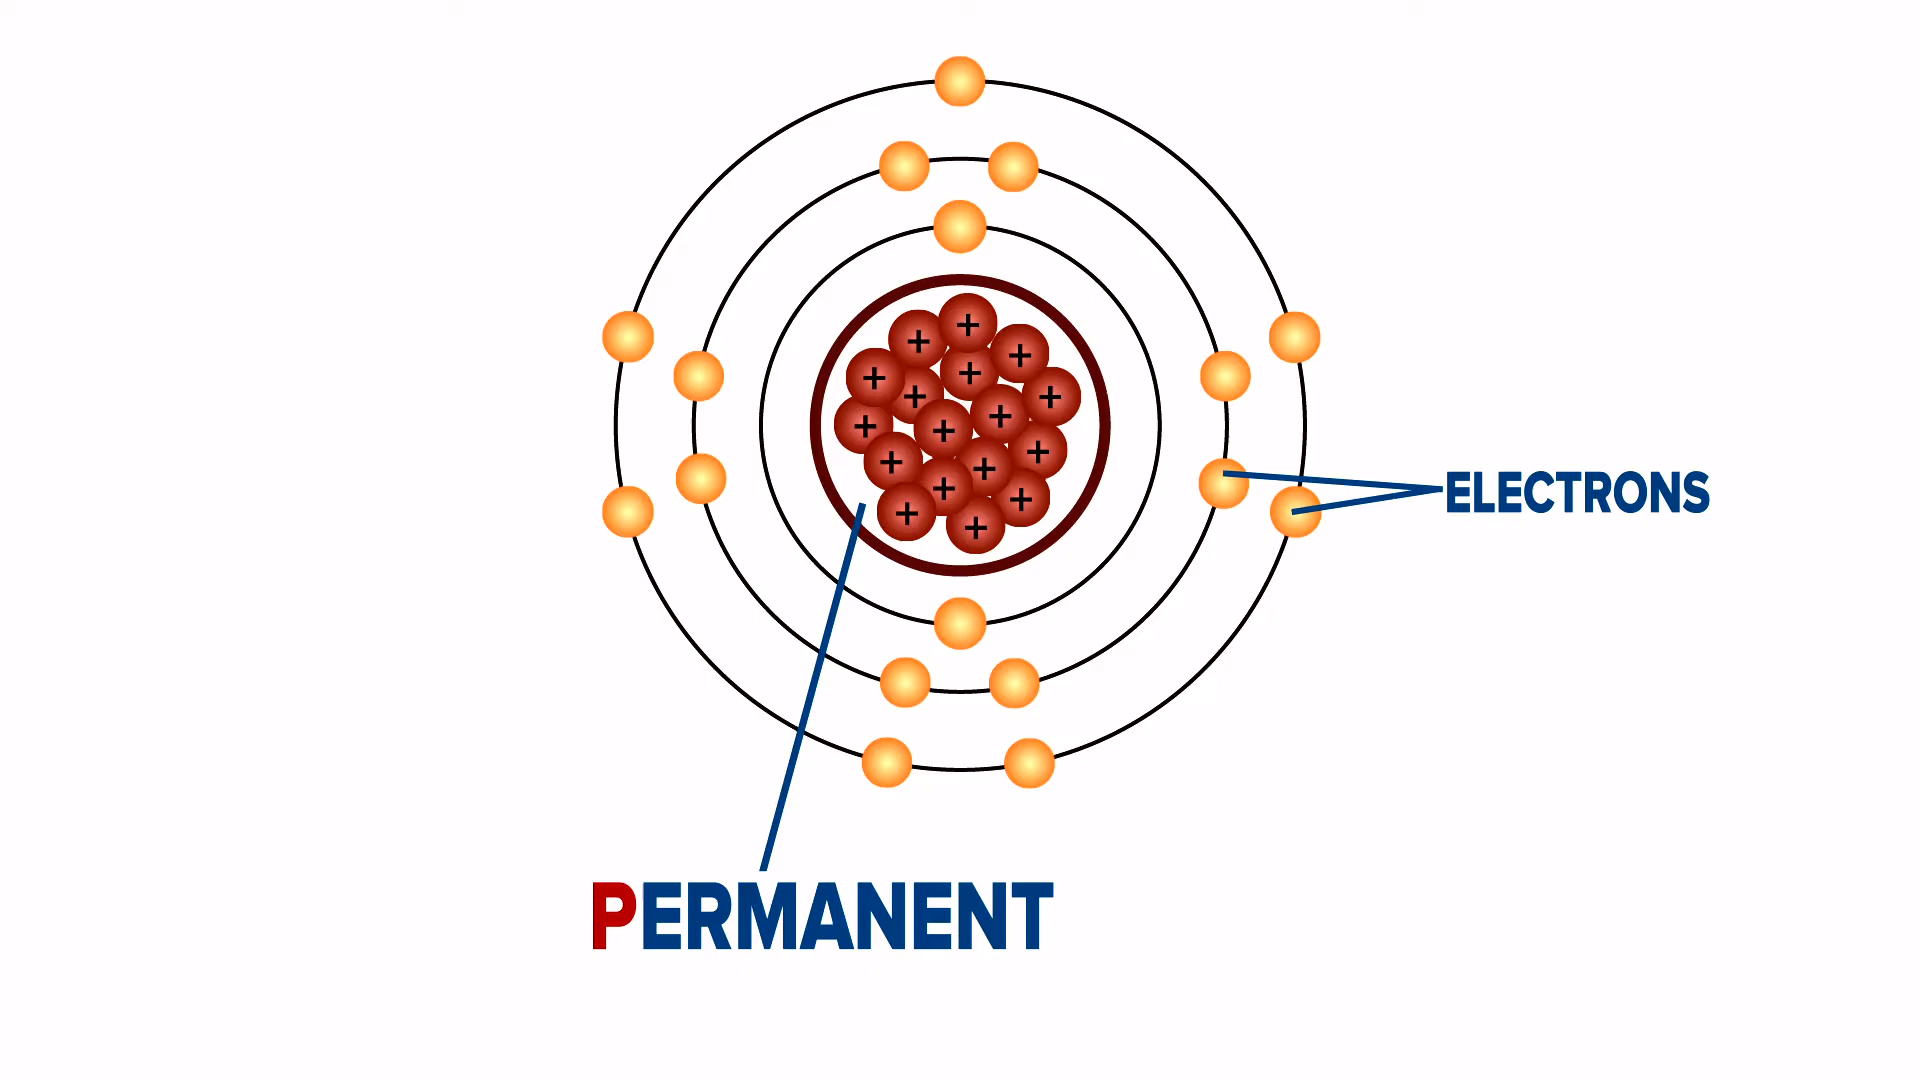 + + + + + + + + + + + + + + + + +
ELECTRONS
PERMANENT